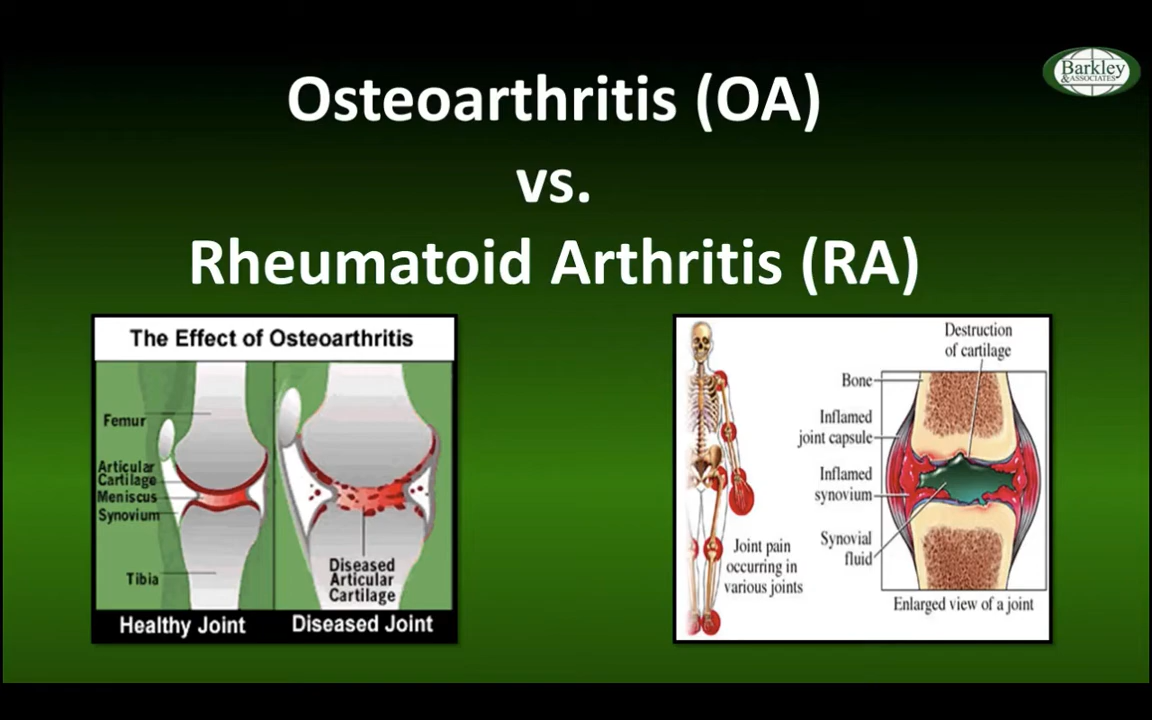 Barkley
& ASSOCIATES
Osteoarthritis (OA)
vs.
Rheumatoid Arthritis (RA)
The Effect of Osteoarthritis
Femur
Articular
Cartilage
Meniscus
Synovium
Tibia
Diseased
Articular
Cartilage
Healthy Joint
Diseased Joint
Destruction
of cartilage
Bone
Inflamed
joint capsule
Inflamed
synovium
Synovial
fluid
Joint pain
occurring in
various joints
Enlarged view of a joint